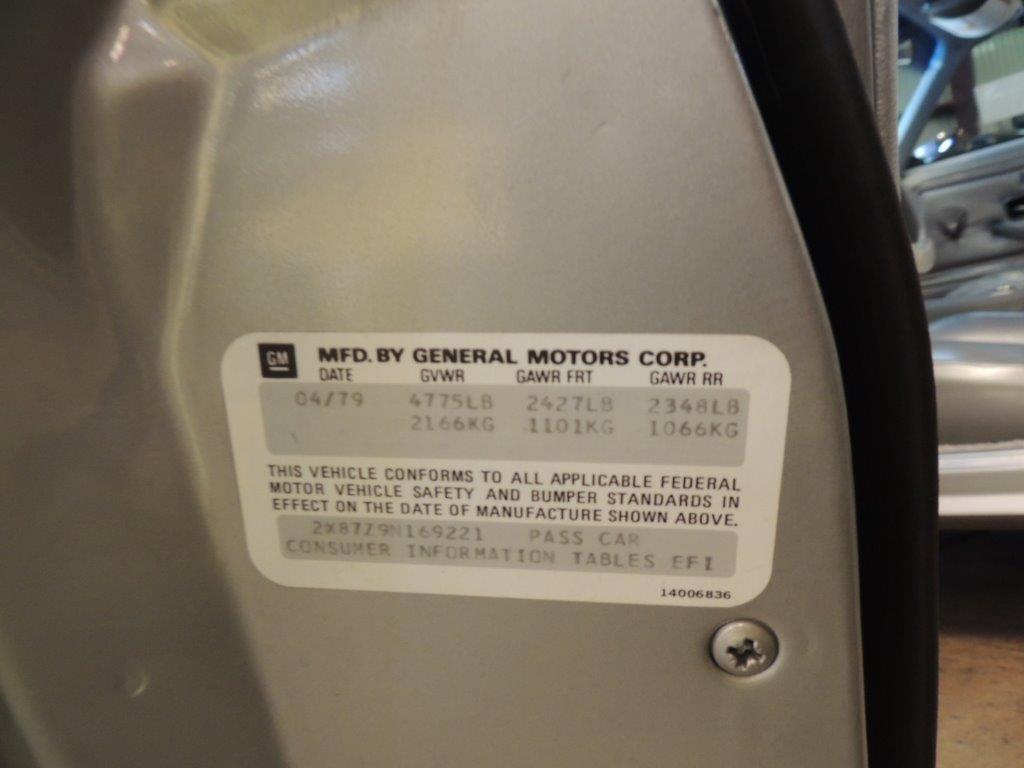 GM MFD. BY GENERAL MOTORS CORP.
DATE GVWR GAWR FRT GAWR RR
04/79 4775LB 2427LB 2348LB
2166KG 1101KG 1066KG
THIS VEHICLE CONFORMS TO ALL APPLICABLE FEDERAL
MOTOR VEHICLE SAFETY AND BUMPER STANDARDS IN
EFFECT ON THE DATE OF MANUFACTURE SHOWN ABOVE.
2X87Z9N169221 PASS CAR
CONSUMER INFORMATION TABLES EFI
14006836